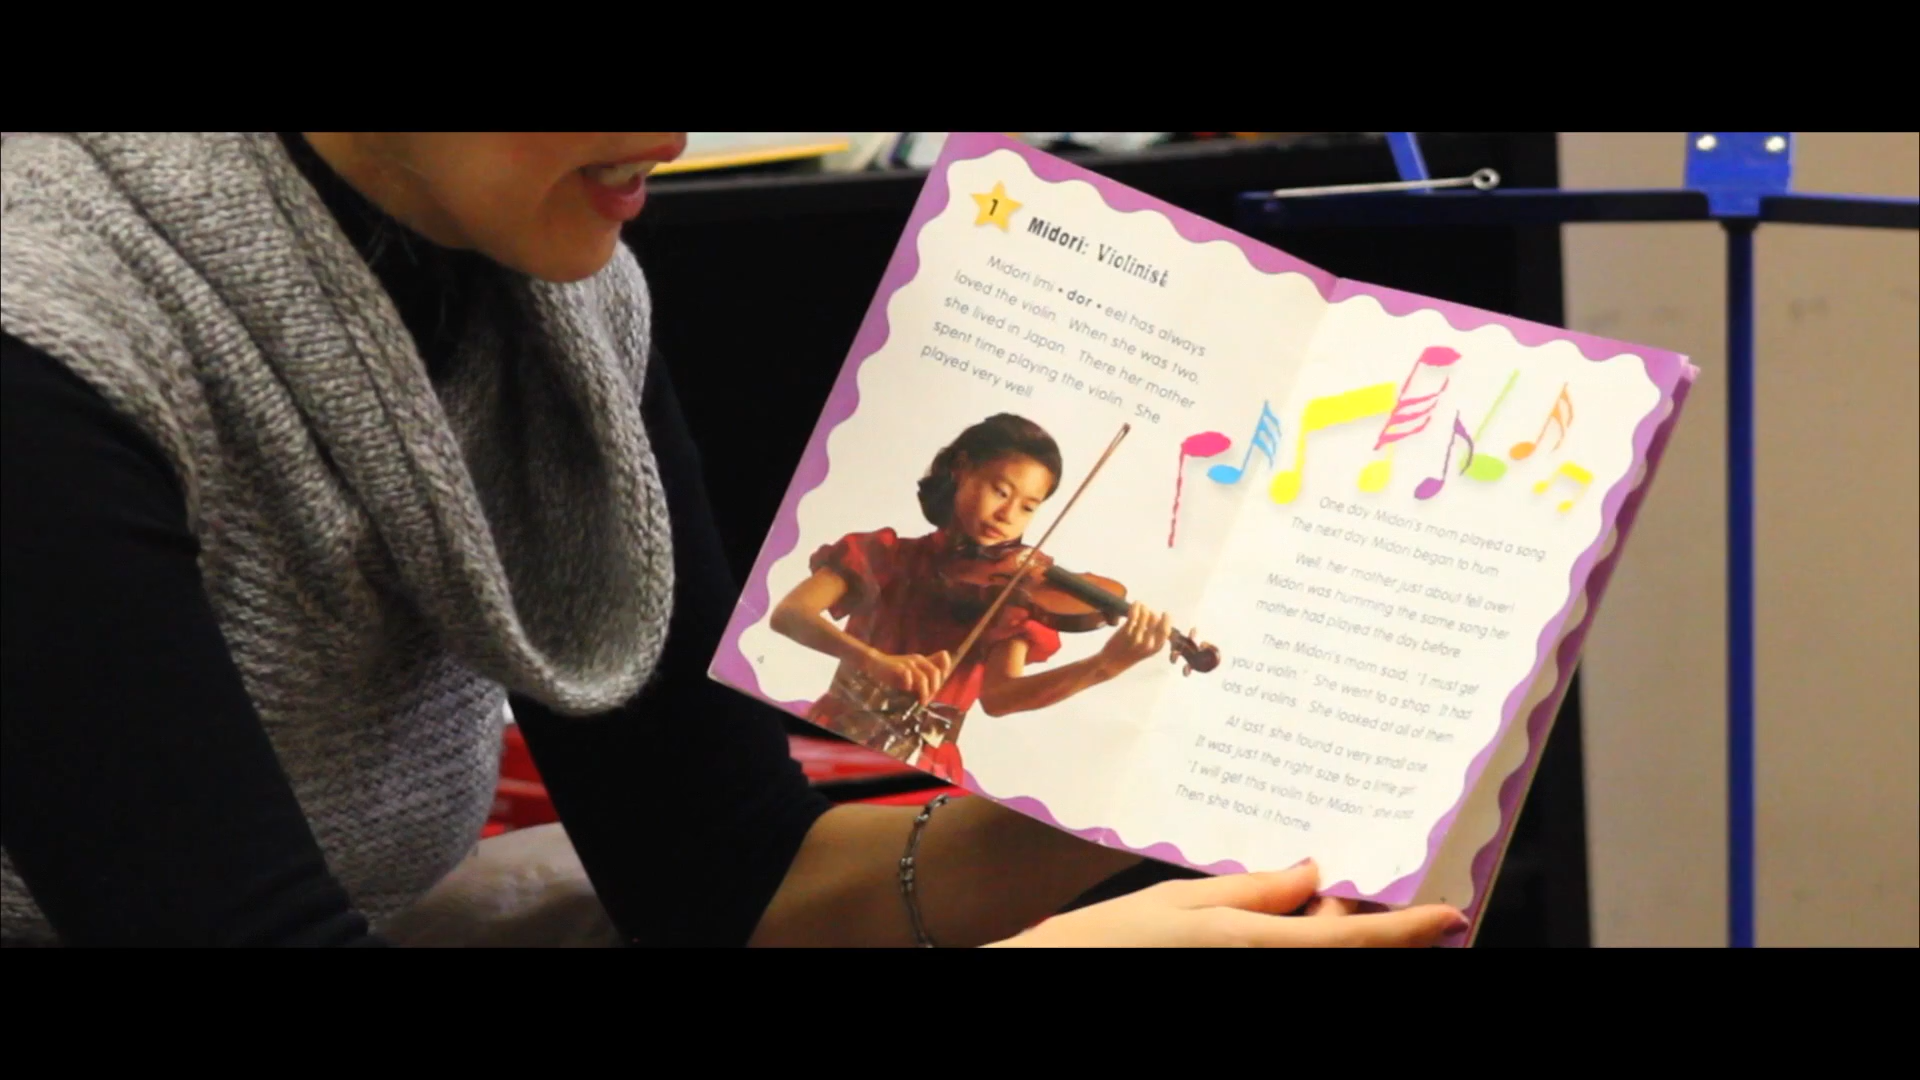 1
Midori: Violinist
Midori (mi • dor • ee) has always
loved the violin. When she was two,
she lived in Japan. There her mother
spent time playing the violin. She
played very well.
4
One day Midori's mom played a song.
The next day Midori began to hum.
Well, her mother just about fell over!
Midori was humming the same song her
mother had played the day before.
Then Midori's mom said, "I must get
you a violin." She went to a shop. It had
lots of violins. She looked at all of them.
At last, she found a very small one.
It was just the right size for a little girl.
"I will get this violin for Midori," she said.
Then she took it home.